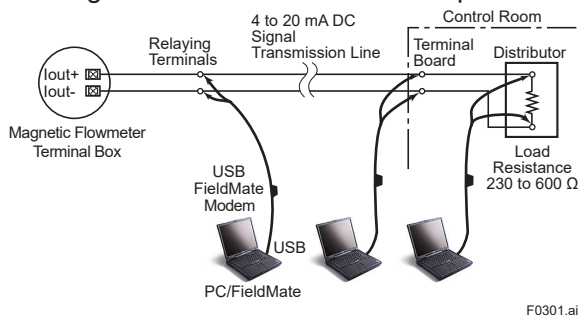 4 to 20 mA DC
Signal
Transmission Line
Control Room
Relaying
Terminals
Terminal
Board
Distributor
Iout+
Iout-
Magnetic Flowmeter
Terminal Box
Load
Resistance
230 to 600 Ω
USB
FieldMate
Modem
USB
PC/FieldMate
F0301.ai